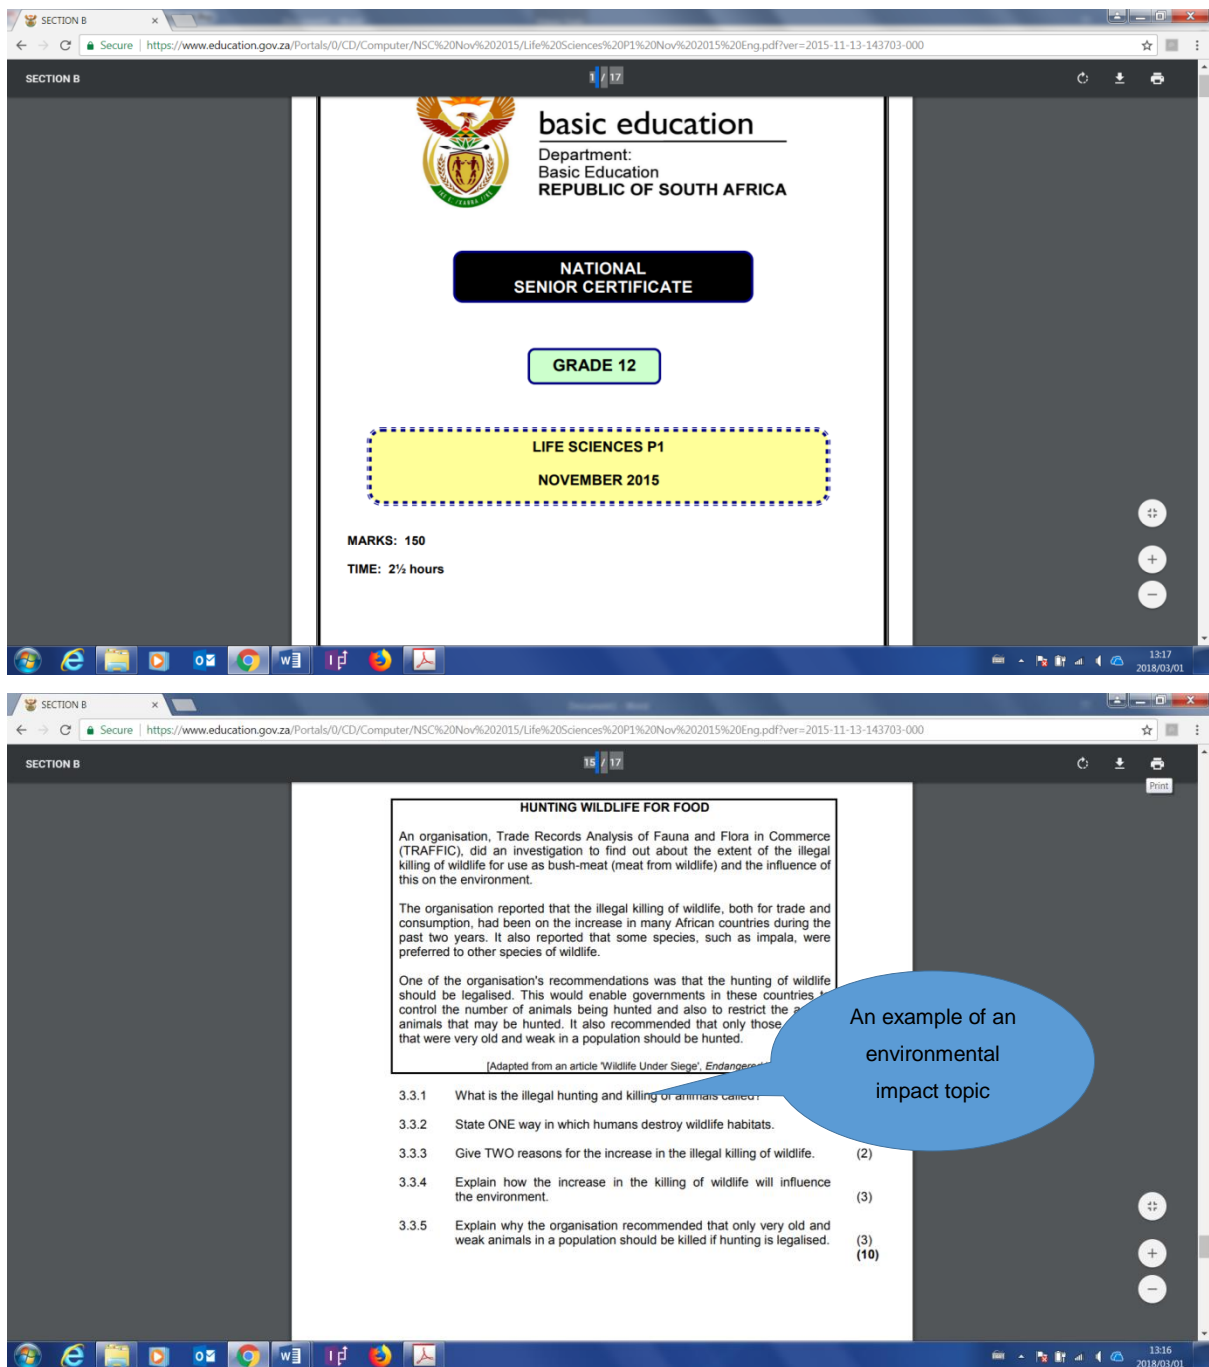 SECTION B
Secure | https://www.education.gov.za/Portals/0/CD/Computer/NSC%20Nov%202015/Life%20Sciences%20P1%20Nov%202015%20Eng.pdf?ver=2015-11-13-143703-000
SECTION B
1 / 17
basic education
Department:
Basic Education
REPUBLIC OF SOUTH AFRICA
NATIONAL
SENIOR CERTIFICATE
GRADE 12
LIFE SCIENCES P1
NOVEMBER 2015
MARKS: 150
TIME: 2½ hours
13:17
2018/03/01
SECTION B
Secure | https://www.education.gov.za/Portals/0/CD/Computer/NSC%20Nov%202015/Life%20Sciences%20P1%20Nov%202015%20Eng.pdf?ver=2015-11-13-143703-000
SECTION B
15 / 17
Print
HUNTING WILDLIFE FOR FOOD
An organisation, Trade Records Analysis of Fauna and Flora in Commerce
(TRAFFIC), did an investigation to find out about the extent of the illegal
killing of wildlife for use as bush-meat (meat from wildlife) and the influence of
this on the environment.
The organisation reported that the illegal killing of wildlife, both for trade and
consumption, had been on the increase in many African countries during the
past two years. It also reported that some species, such as impala, were
preferred to other species of wildlife.
One of the organisation's recommendations was that the hunting of wildlife
should be legalised. This would enable governments in these countries
control the number of animals being hunted and also to restrict the
animals that may be hunted. It also recommended that only those
that were very old and weak in a population should be hunted.
[Adapted from an article 'Wildlife Under Siege',
An example of an
environmental
impact topic
3.3.1 What is the illegal hunting and killing of animals called?
3.3.2 State ONE way in which humans destroy wildlife habitats.
3.3.3 Give TWO reasons for the increase in the illegal killing of wildlife. (2)
3.3.4 Explain how the increase in the killing of wildlife will influence
the environment. (3)
3.3.5 Explain why the organisation recommended that only very old and
weak animals in a population should be killed if hunting is legalised. (3)
(10)
13:16
2018/03/01